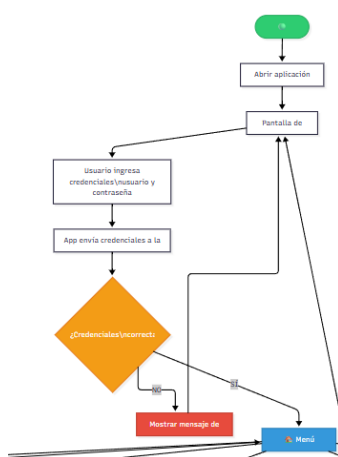 Abrir aplicación
Pantalla de
Usuario ingresa
credenciales\nusuario y
contraseña
App envía credenciales a la
¿Credenciales\ncorrect
NO
SÍ
Mostrar mensaje de
Menú